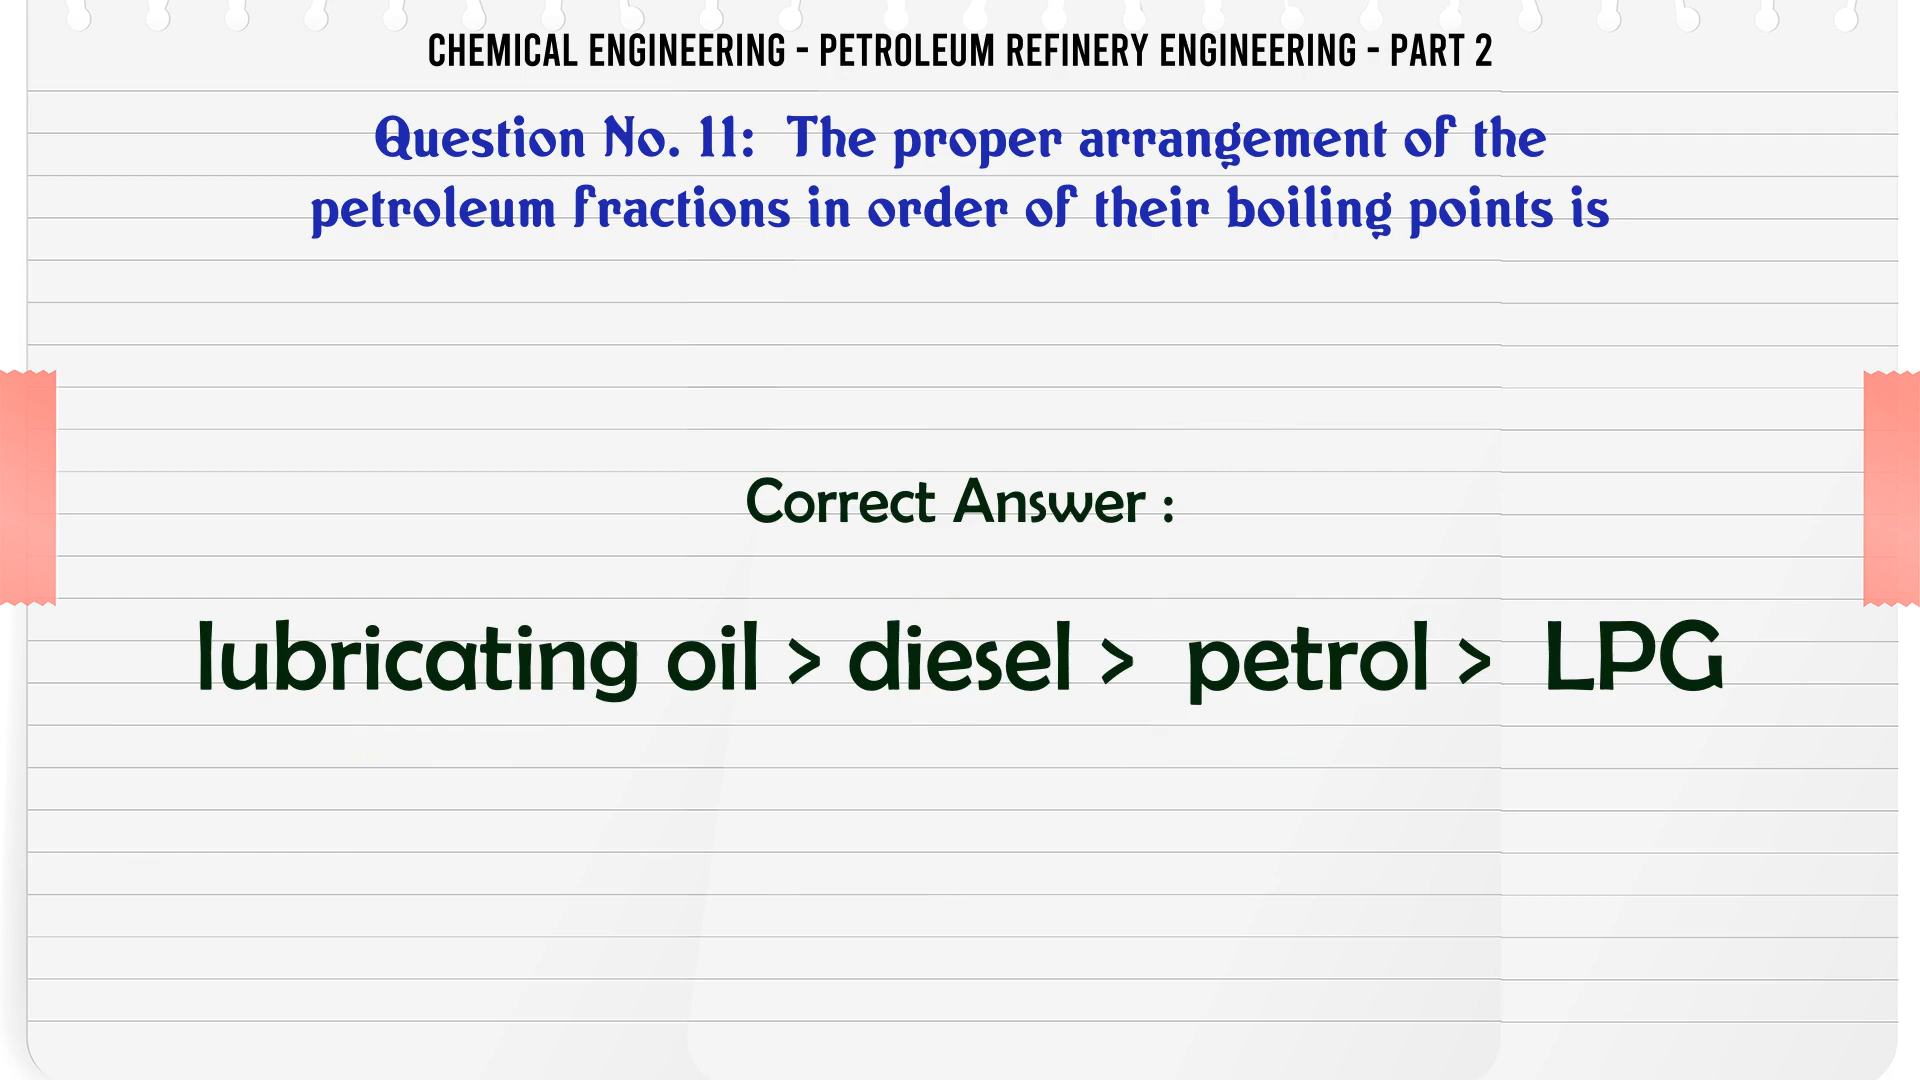 CHEMICAL ENGINEERING - PETROLEUM REFINERY ENGINEERING - PART 2
Question No. 11: The proper arrangement of the
petroleum fractions in order of their boiling points is
Correct Answer :
lubricating oil > diesel > petrol > LPG